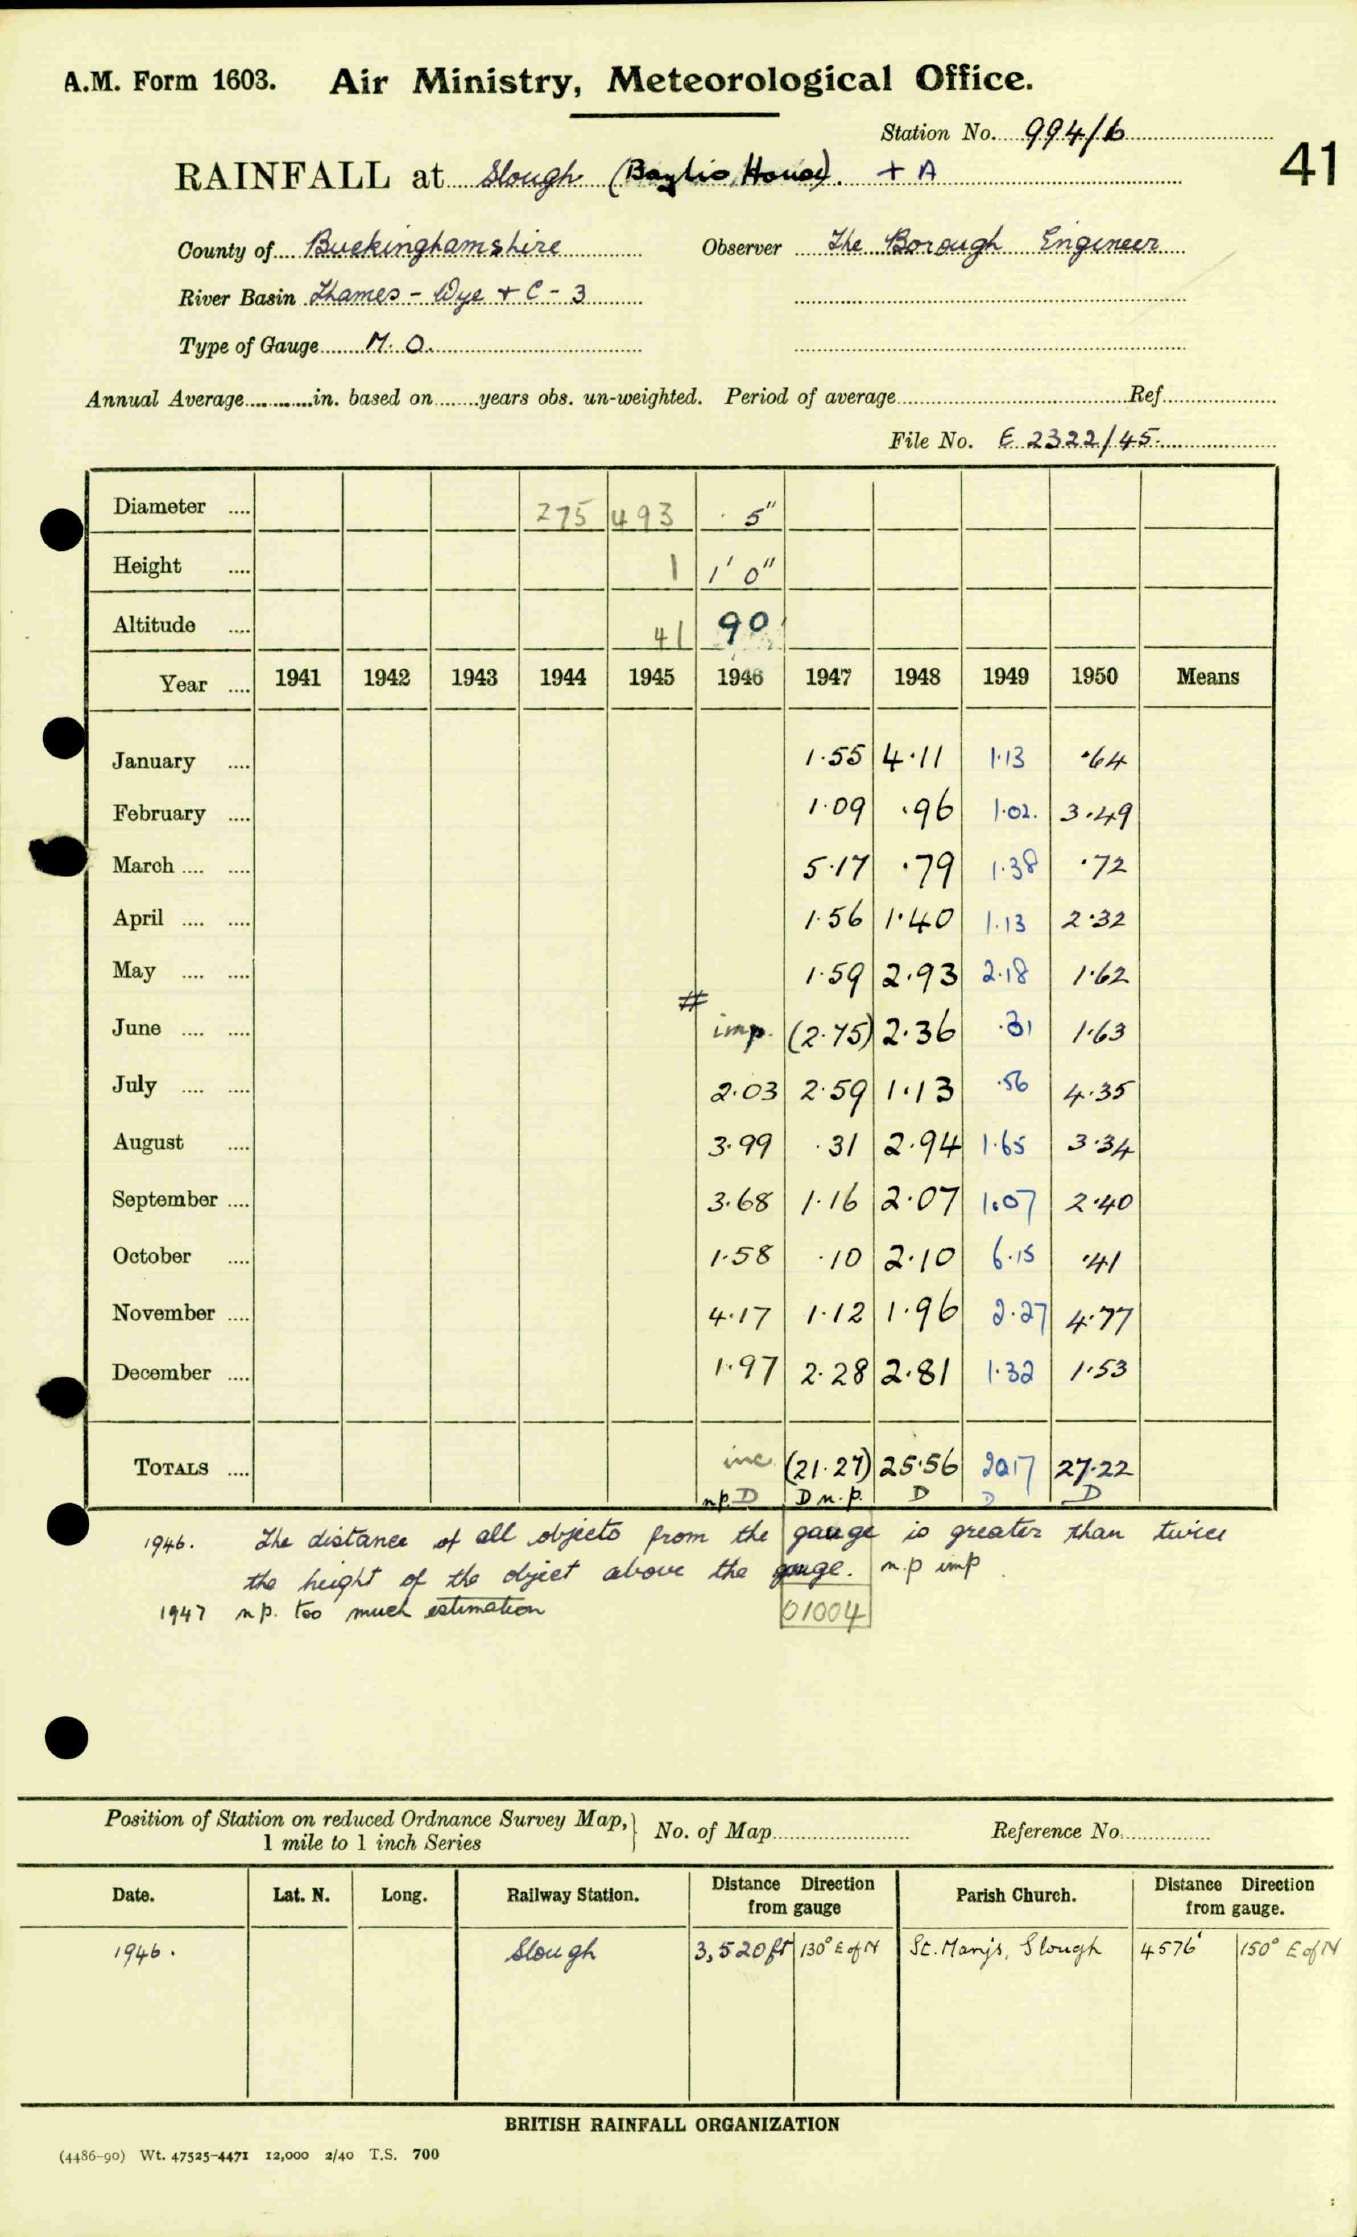 A.M. Form 1603. Air Ministry, Meteorological Office.
Station No. 994/6
41
RAINFALL at Slough (Baylis House). + A
County of Buckinghamshire Observer The Borough Engineer
River Basin Thames - Wye + C - 3
Type of Gauge M. O.
Annual Average............in. based on........years obs. un-weighted. Period of average........ Ref........
File No. E 2322/45.
Diameter .... 275 493 5"
Height .... 1 1' 0"
Altitude .... 41 90
Year .... 1941 1942 1943 1944 1945 1946 1947 1948 1949 1950 Means
January .... 1.55 4.11 1.13 .64
February .... 1.09 .96 1.02. 3.49
March .... .... 5.17 .79 1.38 .72
April .... .... 1.56 1.40 1.13 2.32
May .... .... 1.59 2.93 2.18 1.62
#
June .... .... imp. (2.75) 2.36 .31 1.63
July .... .... 2.03 2.59 1.13 .56 4.35
August .... 3.99 .31 2.94 1.65 3.34
September .... 3.68 1.16 2.07 1.07 2.40
October .... 1.58 .10 2.10 6.15 .41
November .... 4.17 1.12 1.96 2.27 4.77
December .... 1.97 2.28 2.81 1.32 1.53
TOTALS .... inc. (21.27) 25.56 20.17 27.22
n.p. D D n.p. D D D
1946. The distance of all objects from the gauge is greater than twice
the height of the object above the gauge. n.p imp
1947 n.p. too much estimation 01004
Position of Station on reduced Ordnance Survey Map, 1 mile to 1 inch Series } No. of Map........ Reference No.........
Date. Lat. N. Long. Railway Station. Distance Direction from gauge Parish Church. Distance Direction from gauge.
1946. Slough 3,520 ft 130° E of N St. Mary's, Slough 4576' 150° E of N
BRITISH RAINFALL ORGANIZATION
(4486-90) Wt. 47525-4471 12,000 2/40 T.S. 700